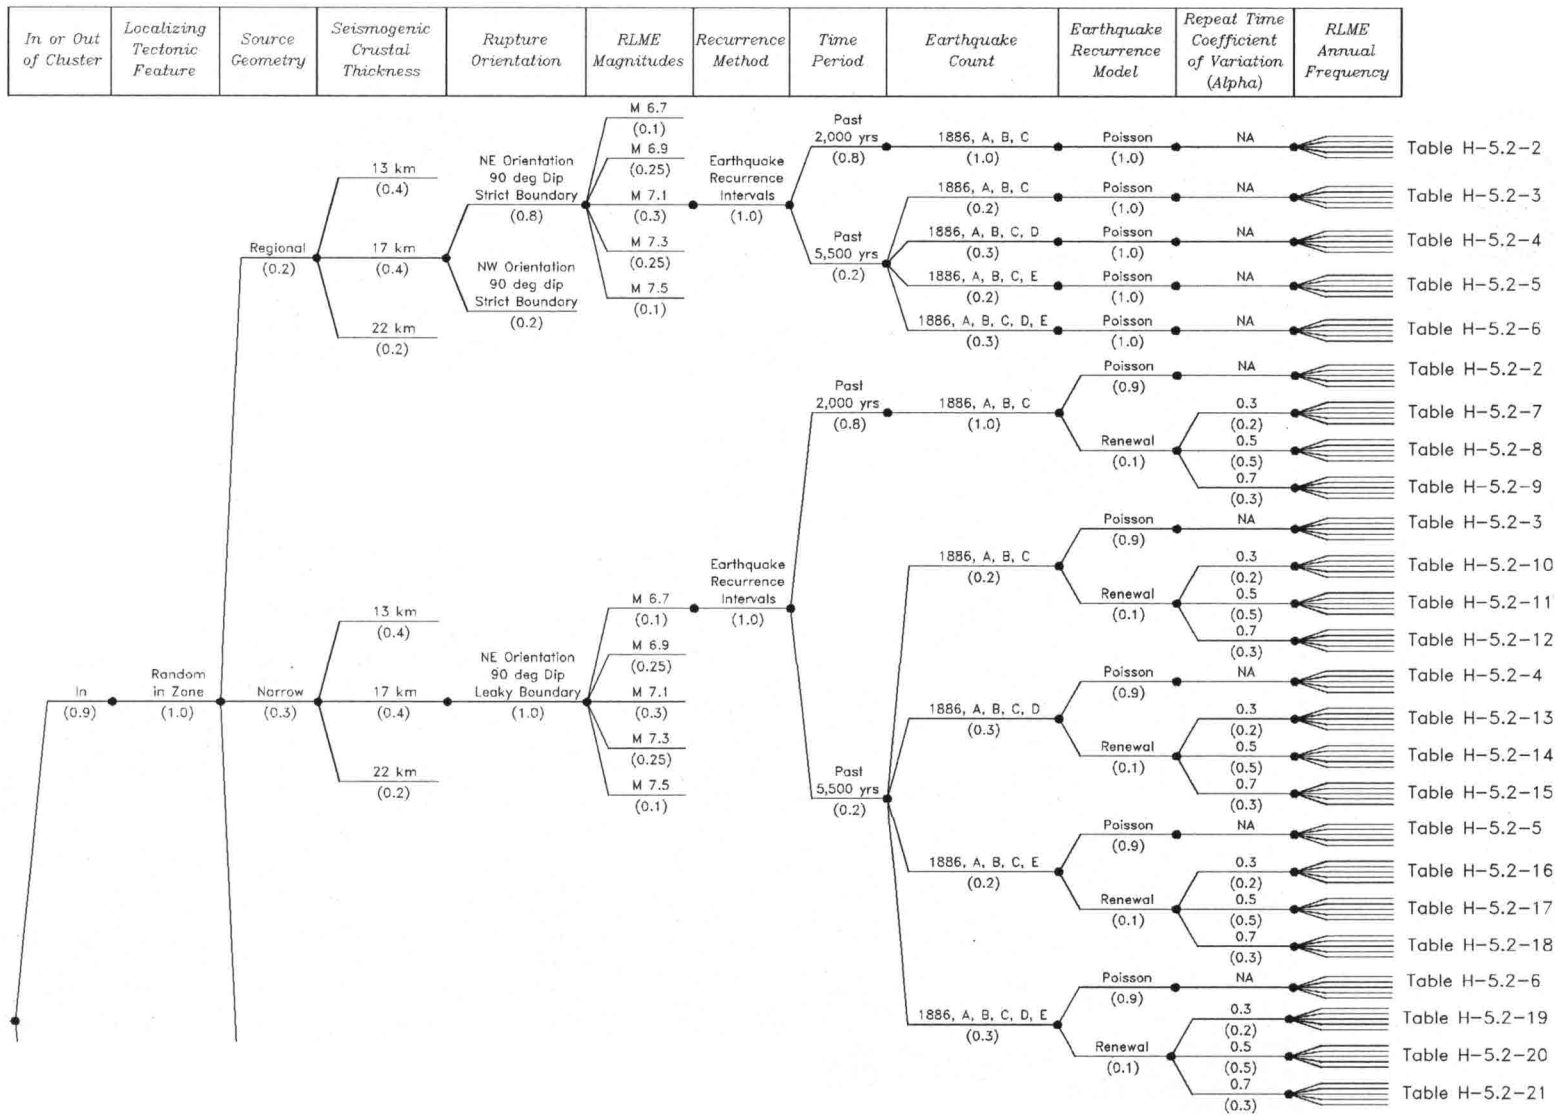 In or Out
of Cluster
Localizing
Tectonic
Feature
Source
Geometry
Seismogenic
Crustal
Thickness
Rupture
Orientation
RLME
Magnitudes
Recurrence
Method
Time
Period
Earthquake
Count
Earthquake
Recurrence
Model
Repeat Time
Coefficient
of Variation
(Alpha)
RLME
Annual
Frequency
In
(0.9)
Random
in Zone
(1.0)
Regional
(0.2)
13 km
(0.4)
17 km
(0.4)
22 km
(0.2)
NE Orientation
90 deg Dip
Strict Boundary
(0.8)
NW Orientation
90 deg dip
Strict Boundary
(0.2)
M 6.7
(0.1)
M 6.9
(0.25)
M 7.1
(0.3)
M 7.3
(0.25)
M 7.5
(0.1)
Earthquake
Recurrence
Intervals
(1.0)
Past
2,000 yrs
(0.8)
1886, A, B, C
(1.0)
Poisson
(1.0)
NA
Table H-5.2-2
Past
5,500 yrs
(0.2)
1886, A, B, C
(0.2)
Poisson
(1.0)
NA
Table H-5.2-3
1886, A, B, C, D
(0.3)
Poisson
(1.0)
NA
Table H-5.2-4
1886, A, B, C, E
(0.2)
Poisson
(1.0)
NA
Table H-5.2-5
1886, A, B, C, D, E
(0.3)
Poisson
(1.0)
NA
Table H-5.2-6
Narrow
(0.3)
13 km
(0.4)
17 km
(0.4)
22 km
(0.2)
NE Orientation
90 deg Dip
Leaky Boundary
(1.0)
M 6.7
(0.1)
M 6.9
(0.25)
M 7.1
(0.3)
M 7.3
(0.25)
M 7.5
(0.1)
Earthquake
Recurrence
Intervals
(1.0)
Past
2,000 yrs
(0.8)
1886, A, B, C
(1.0)
Poisson
(0.9)
NA
Table H-5.2-2
Renewal
(0.1)
0.3
(0.2)
Table H-5.2-7
0.5
(0.5)
Table H-5.2-8
0.7
(0.3)
Table H-5.2-9
Past
5,500 yrs
(0.2)
1886, A, B, C
(0.2)
Poisson
(0.9)
NA
Table H-5.2-3
Renewal
(0.1)
0.3
(0.2)
Table H-5.2-10
0.5
(0.5)
Table H-5.2-11
0.7
(0.3)
Table H-5.2-12
1886, A, B, C, D
(0.3)
Poisson
(0.9)
NA
Table H-5.2-4
Renewal
(0.1)
0.3
(0.2)
Table H-5.2-13
0.5
(0.5)
Table H-5.2-14
0.7
(0.3)
Table H-5.2-15
1886, A, B, C, E
(0.2)
Poisson
(0.9)
NA
Table H-5.2-5
Renewal
(0.1)
0.3
(0.2)
Table H-5.2-16
0.5
(0.5)
Table H-5.2-17
0.7
(0.3)
Table H-5.2-18
1886, A, B, C, D, E
(0.3)
Poisson
(0.9)
NA
Table H-5.2-6
Renewal
(0.1)
0.3
(0.2)
Table H-5.2-19
0.5
(0.5)
Table H-5.2-20
0.7
(0.3)
Table H-5.2-21